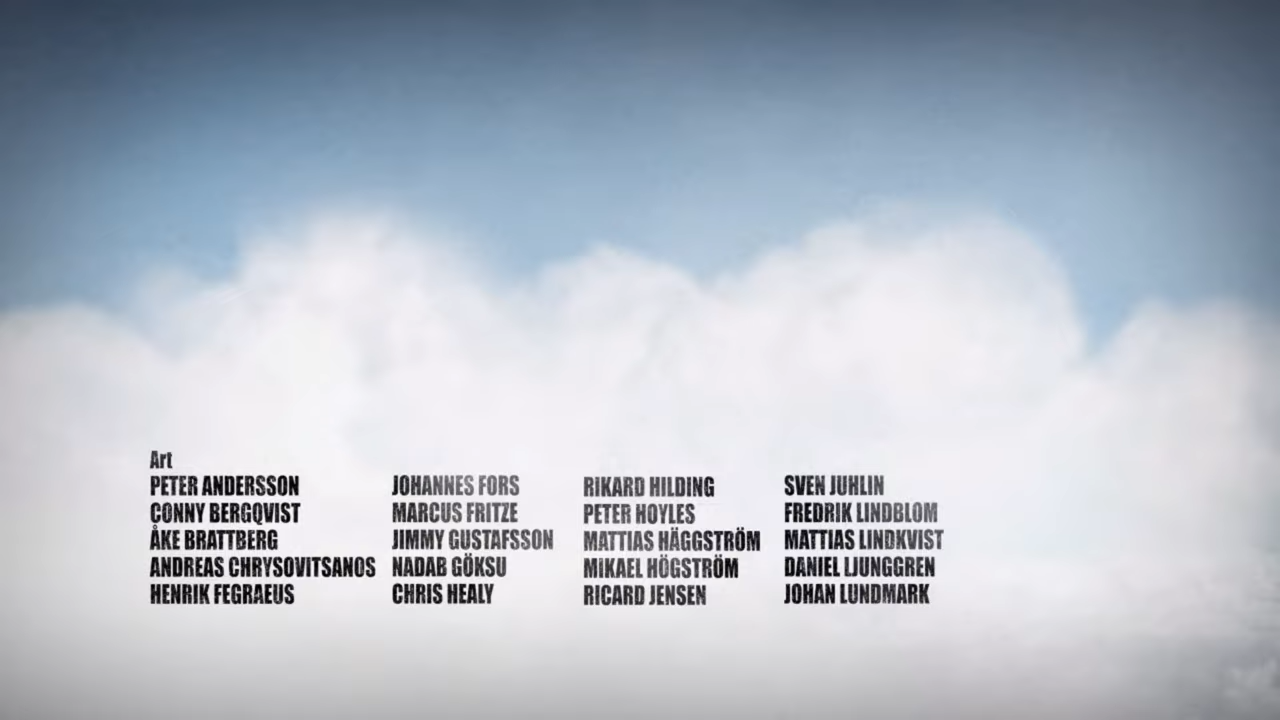 Art
PETER ANDERSSON
CONNY BERGQVIST
ÅKE BRATTBERG
ANDREAS CHRYSOVITSANOS
HENRIK FEGRAEUS
JOHANNES FORS
MARCUS FRITZE
JIMMY GUSTAFSSON
NADAB GÖKSU
CHRIS HEALY
RIKARD HILDING
PETER HOYLES
MATTIAS HÄGGSTRÖM
MIKAEL HÖGSTRÖM
RICARD JENSEN
SVEN JUHLIN
FREDRIK LINDBLOM
MATTIAS LINDKVIST
DANIEL LJUNGGREN
JOHAN LUNDMARK